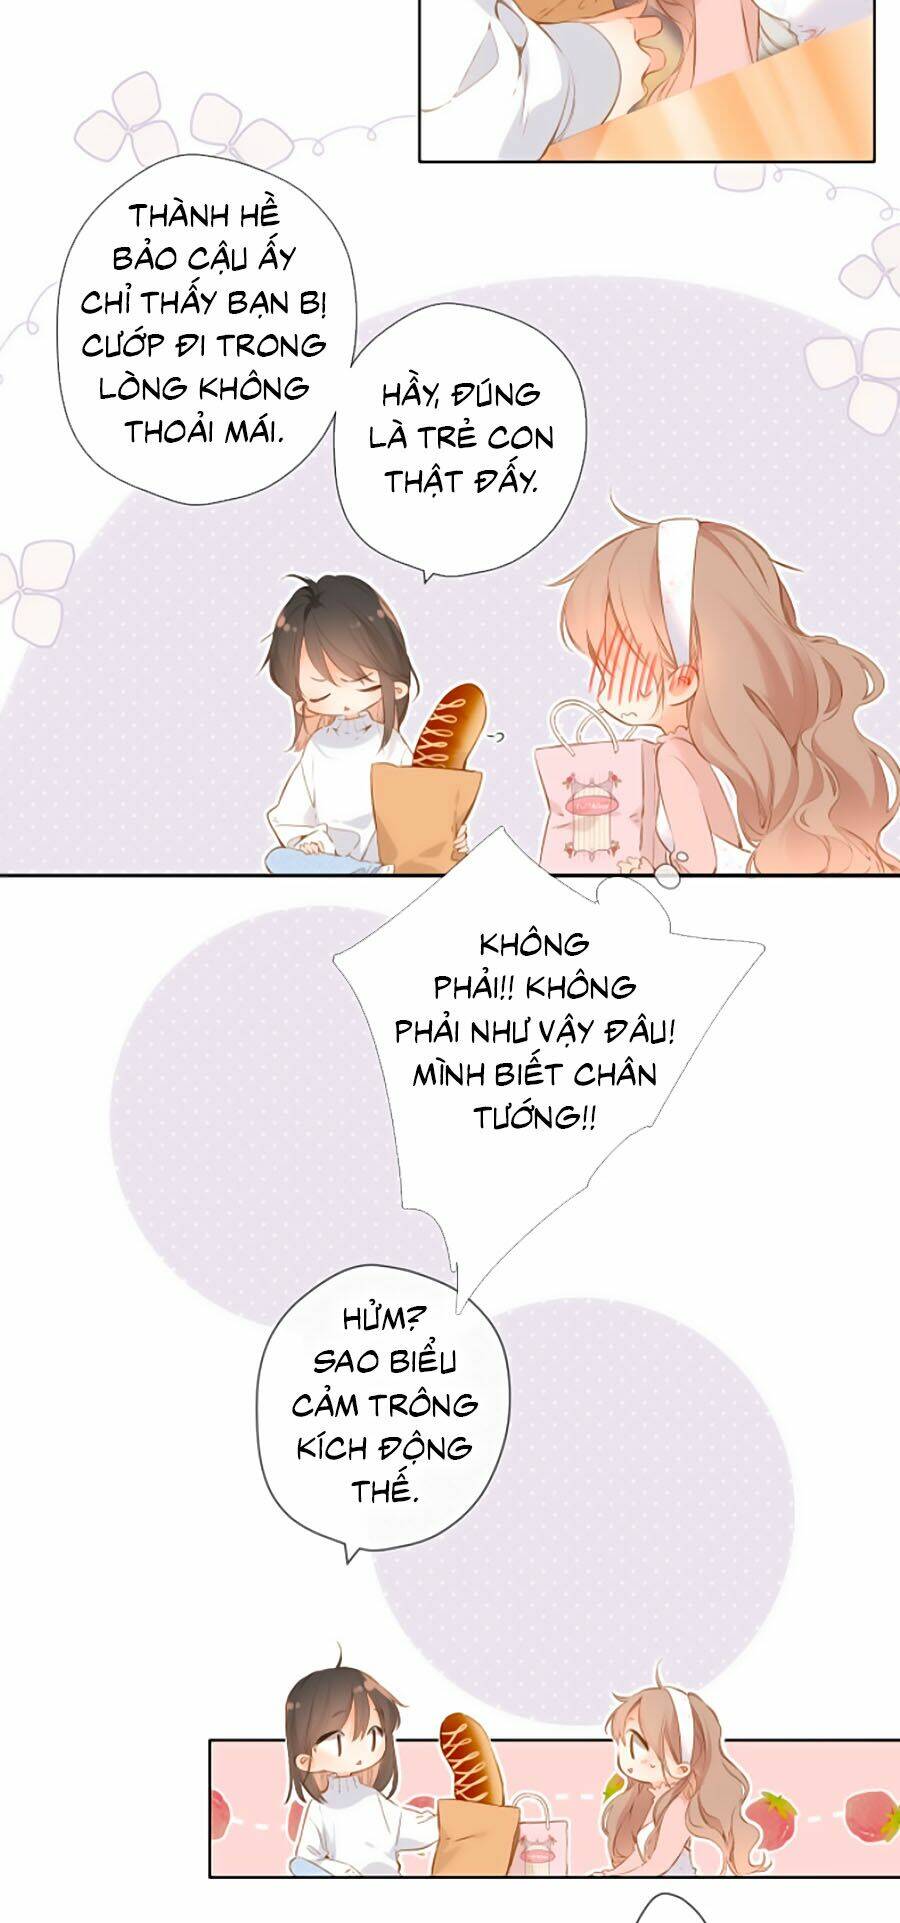 THÀNH HỀ
BẢO CẬU ẤY
CHỈ THẤY BẠN BỊ
CƯỚP ĐI TRONG
LÒNG KHÔNG
THOẢI MÁI.
HẦY, ĐÚNG
LÀ TRẺ CON
THẬT ĐẤY.
KHÔNG
PHẢI!! KHÔNG
PHẢI NHƯ VẬY ĐÂU!
MÌNH BIẾT CHÂN
TƯỚNG!!
HỬM?
SAO BIỂU
CẢM TRÔNG
KÍCH ĐỘNG
THẾ.